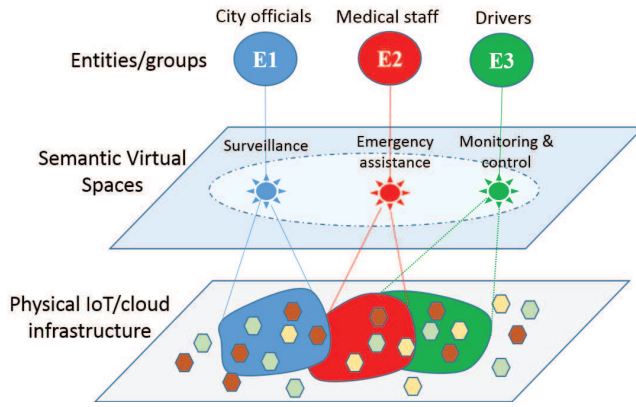 City officials
Medical staff
Drivers
Entities/groups
E1
E2
E3
Semantic Virtual
Spaces
Surveillance
Emergency
assistance
Monitoring &
control
Physical IoT/cloud
infrastructure